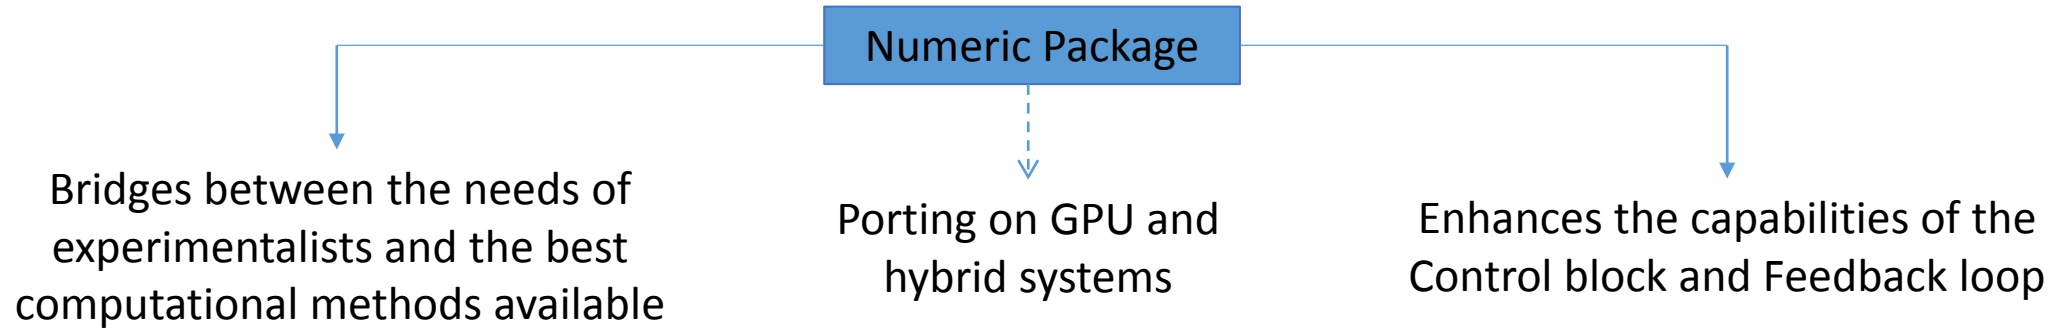 Numeric Package
Bridges between the needs of
experimentalists and the best
computational methods available
Porting on GPU and
hybrid systems
Enhances the capabilities of the
Control block and Feedback loop